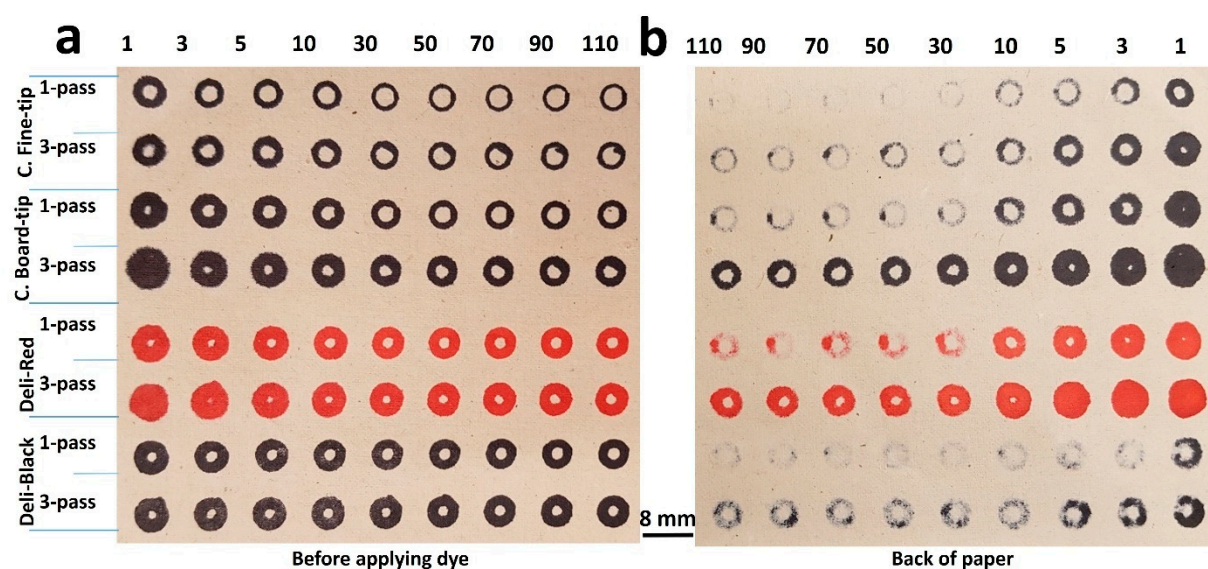 a
1 3 5 10 30 50 70 90 110
b
110 90 70 50 30 10 5 3 1
C. Fine-tip
1-pass
3-pass
C. Board-tip
1-pass
3-pass
Deli-Red
1-pass
3-pass
Deli-Black
1-pass
3-pass
8 mm
Before applying dye
Back of paper